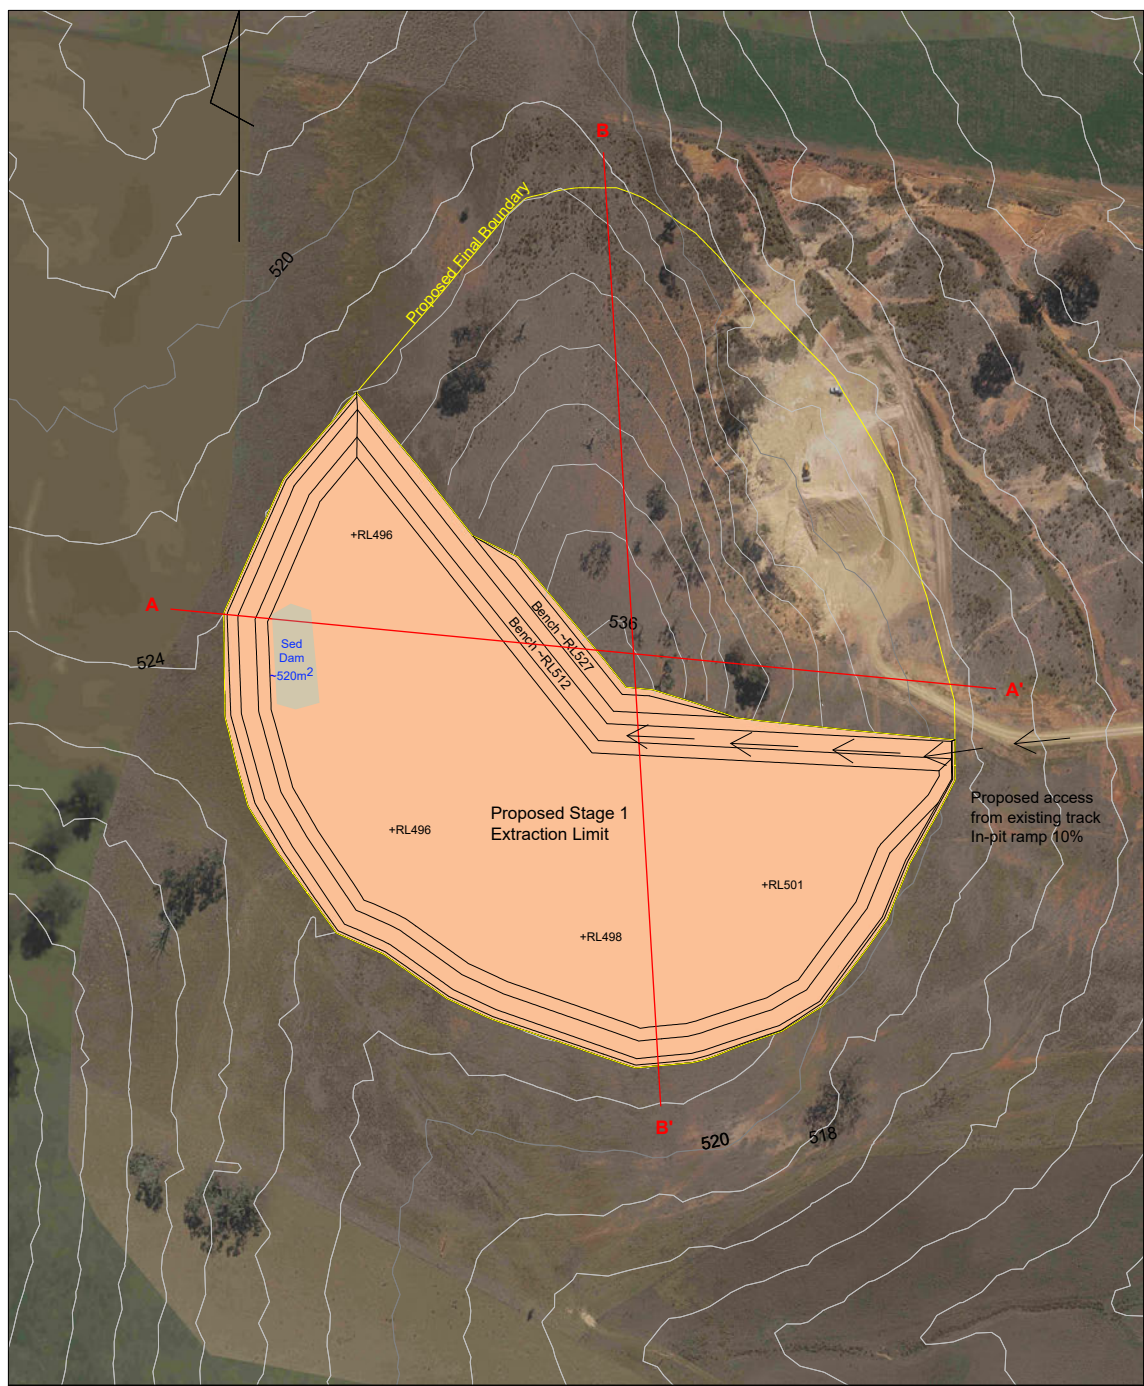 B
Proposed Final Boundary
520
+RL496
A
Bench ~RL527
Bench ~RL512
536
524
Sed
Dam
~520m2
A'
Proposed Stage 1
Extraction Limit
Proposed access
from existing track
In-pit ramp 10%
+RL496
+RL501
+RL498
B'
520
518